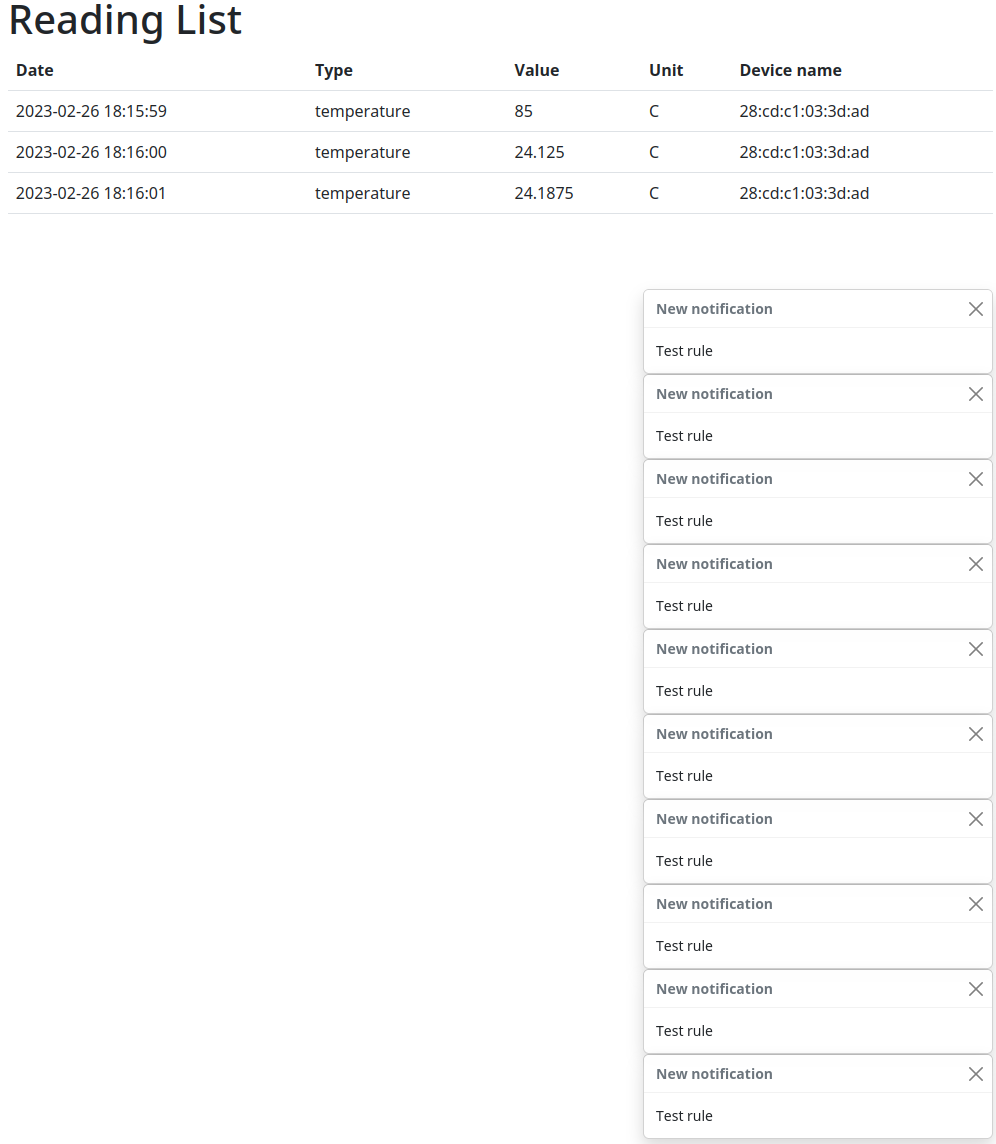 Reading List
Date Type Value Unit Device name
2023-02-26 18:15:59 temperature 85 C 28:cd:c1:03:3d:ad
2023-02-26 18:16:00 temperature 24.125 C 28:cd:c1:03:3d:ad
2023-02-26 18:16:01 temperature 24.1875 C 28:cd:c1:03:3d:ad
New notification
Test rule
New notification
Test rule
New notification
Test rule
New notification
Test rule
New notification
Test rule
New notification
Test rule
New notification
Test rule
New notification
Test rule
New notification
Test rule
New notification
Test rule